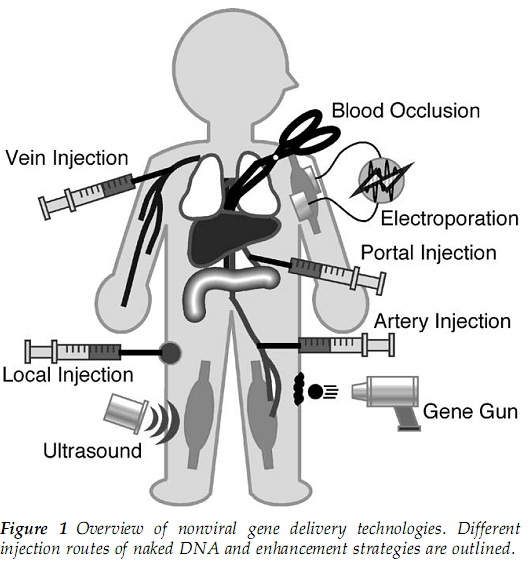 Blood Occlusion
Vein Injection
Electroporation
Portal Injection
Artery Injection
Local Injection
Gene Gun
Ultrasound
Figure 1 Overview of nonviral gene delivery technologies. Different
injection routes of naked DNA and enhancement strategies are outlined.